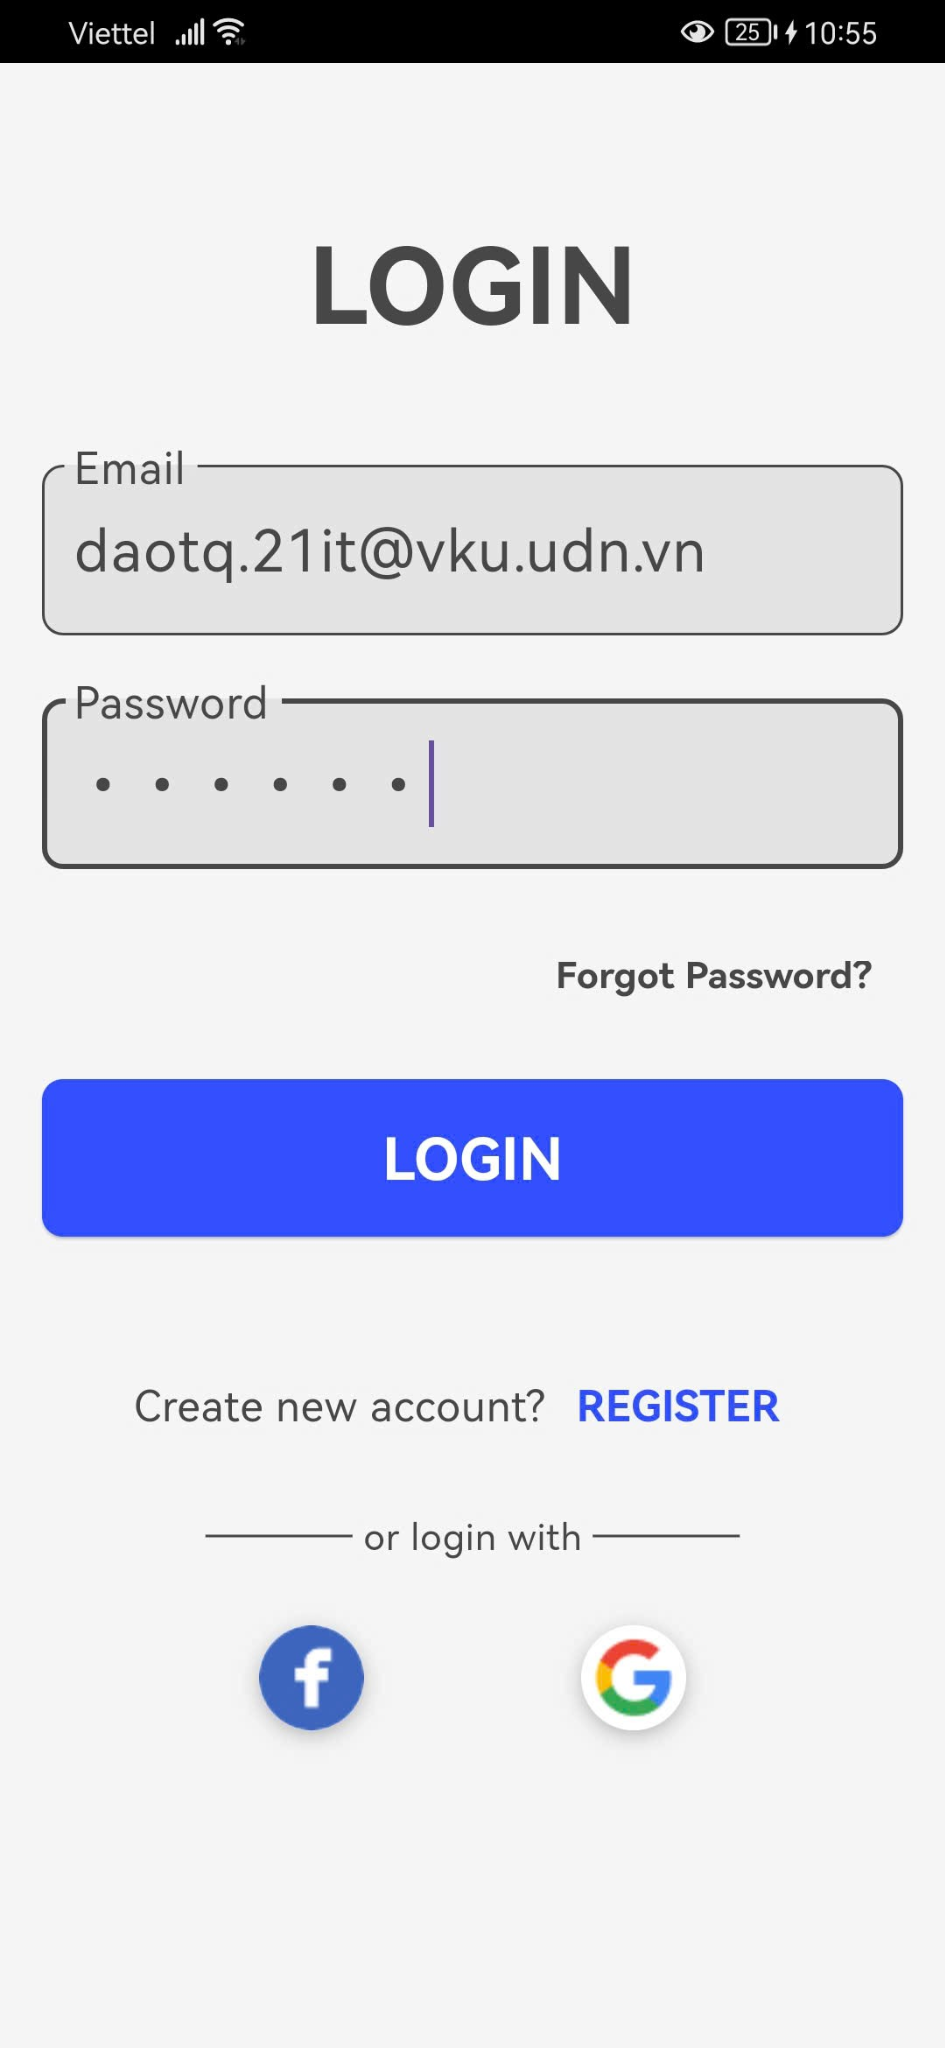 Viettel 25 10:55
LOGIN
Email
daotq.21it@vku.udn.vn
Password
Forgot Password?
LOGIN
Create new account? REGISTER
or login with